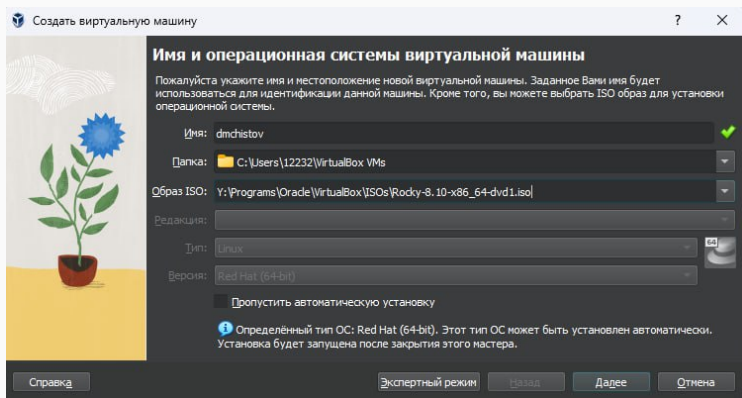 Создать виртуальную машину
?
Имя и операционная системы виртуальной машины
Пожалуйста укажите имя и местоположение новой виртуальной машины. Заданное Вами имя будет
использоваться для идентификации данной машины. Кроме того, вы можете выбрать ISO образ для установки
операционной системы.
Имя: dmchistov
Папка: C:\Users\12232\VirtualBox VMs
Образ ISO: Y:\Programs\Oracle\VirtualBox\ISOs\Rocky-8.10-x86_64-dvd1.iso
Редакция:
Тип: Linux
64
Версия: Red Hat (64-bit)
Пропустить автоматическую установку
Определённый тип ОС: Red Hat (64-bit). Этот тип ОС может быть установлен автоматически.
Установка будет запущена после закрытия этого мастера.
Справка Экспертный режим Назад Далее Отмена